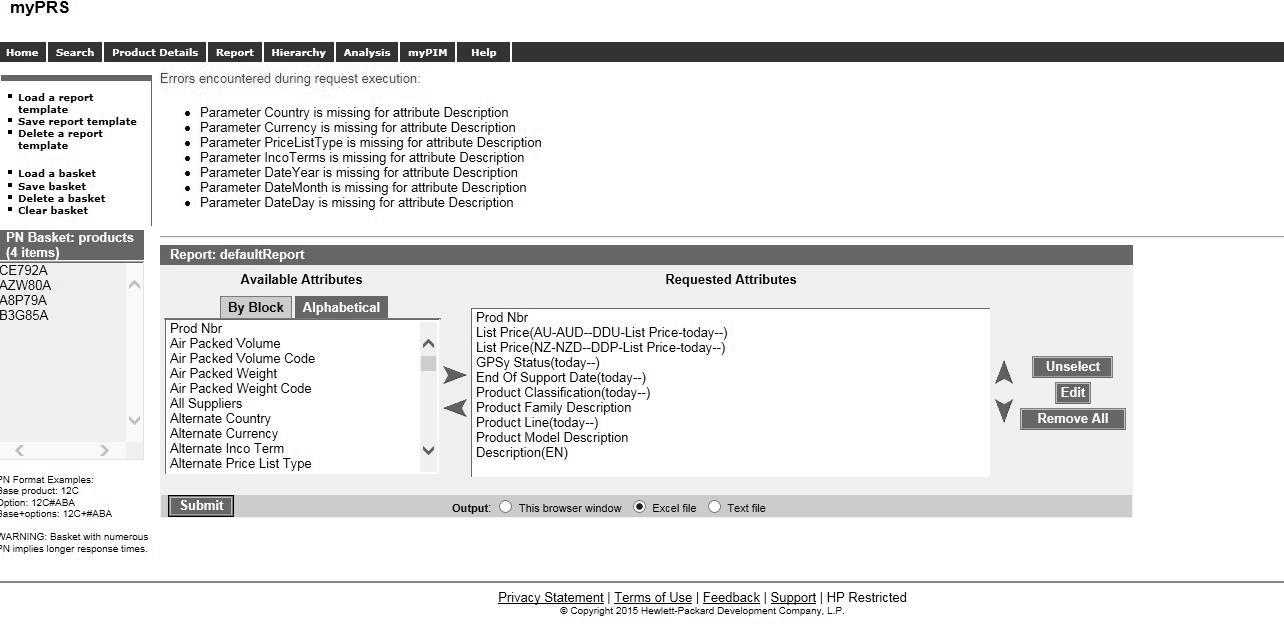 myPRS
Home Search Product Details Report Hierarchy Analysis myPIM Help
Load a report
template
Save report template
Delete a report
template
Load a basket
Save basket
Delete a basket
Clear basket
PN Basket: products
(4 items)
CE792A
AZW80A
A8P79A
B3G85A
PN Format Examples:
Base product: 12C
Option: 12C#ABA
Base+options: 12C+#ABA
WARNING: Basket with numerous
PN implies longer response times.
Errors encountered during request execution:
Parameter Country is missing for attribute Description
Parameter Currency is missing for attribute Description
Parameter PriceListType is missing for attribute Description
Parameter IncoTerms is missing for attribute Description
Parameter DateYear is missing for attribute Description
Parameter DateMonth is missing for attribute Description
Parameter DateDay is missing for attribute Description
Report: defaultReport
Available Attributes
By Block Alphabetical
Prod Nbr
Air Packed Volume
Air Packed Volume Code
Air Packed Weight
Air Packed Weight Code
All Suppliers
Alternate Country
Alternate Currency
Alternate Inco Term
Alternate Price List Type
Requested Attributes
Prod Nbr
List Price(AU-AUD--DDU-List Price-today--)
List Price(NZ-NZD--DDP-List Price-today--)
GPSy Status(today--)
End Of Support Date(today--)
Product Classification(today--)
Product Family Description
Product Line(today--)
Product Model Description
Description(EN)
Unselect
Edit
Remove All
Submit
Output: This browser window Excel file Text file
Privacy Statement | Terms of Use | Feedback | Support | HP Restricted
© Copyright 2015 Hewlett-Packard Development Company, L.P.